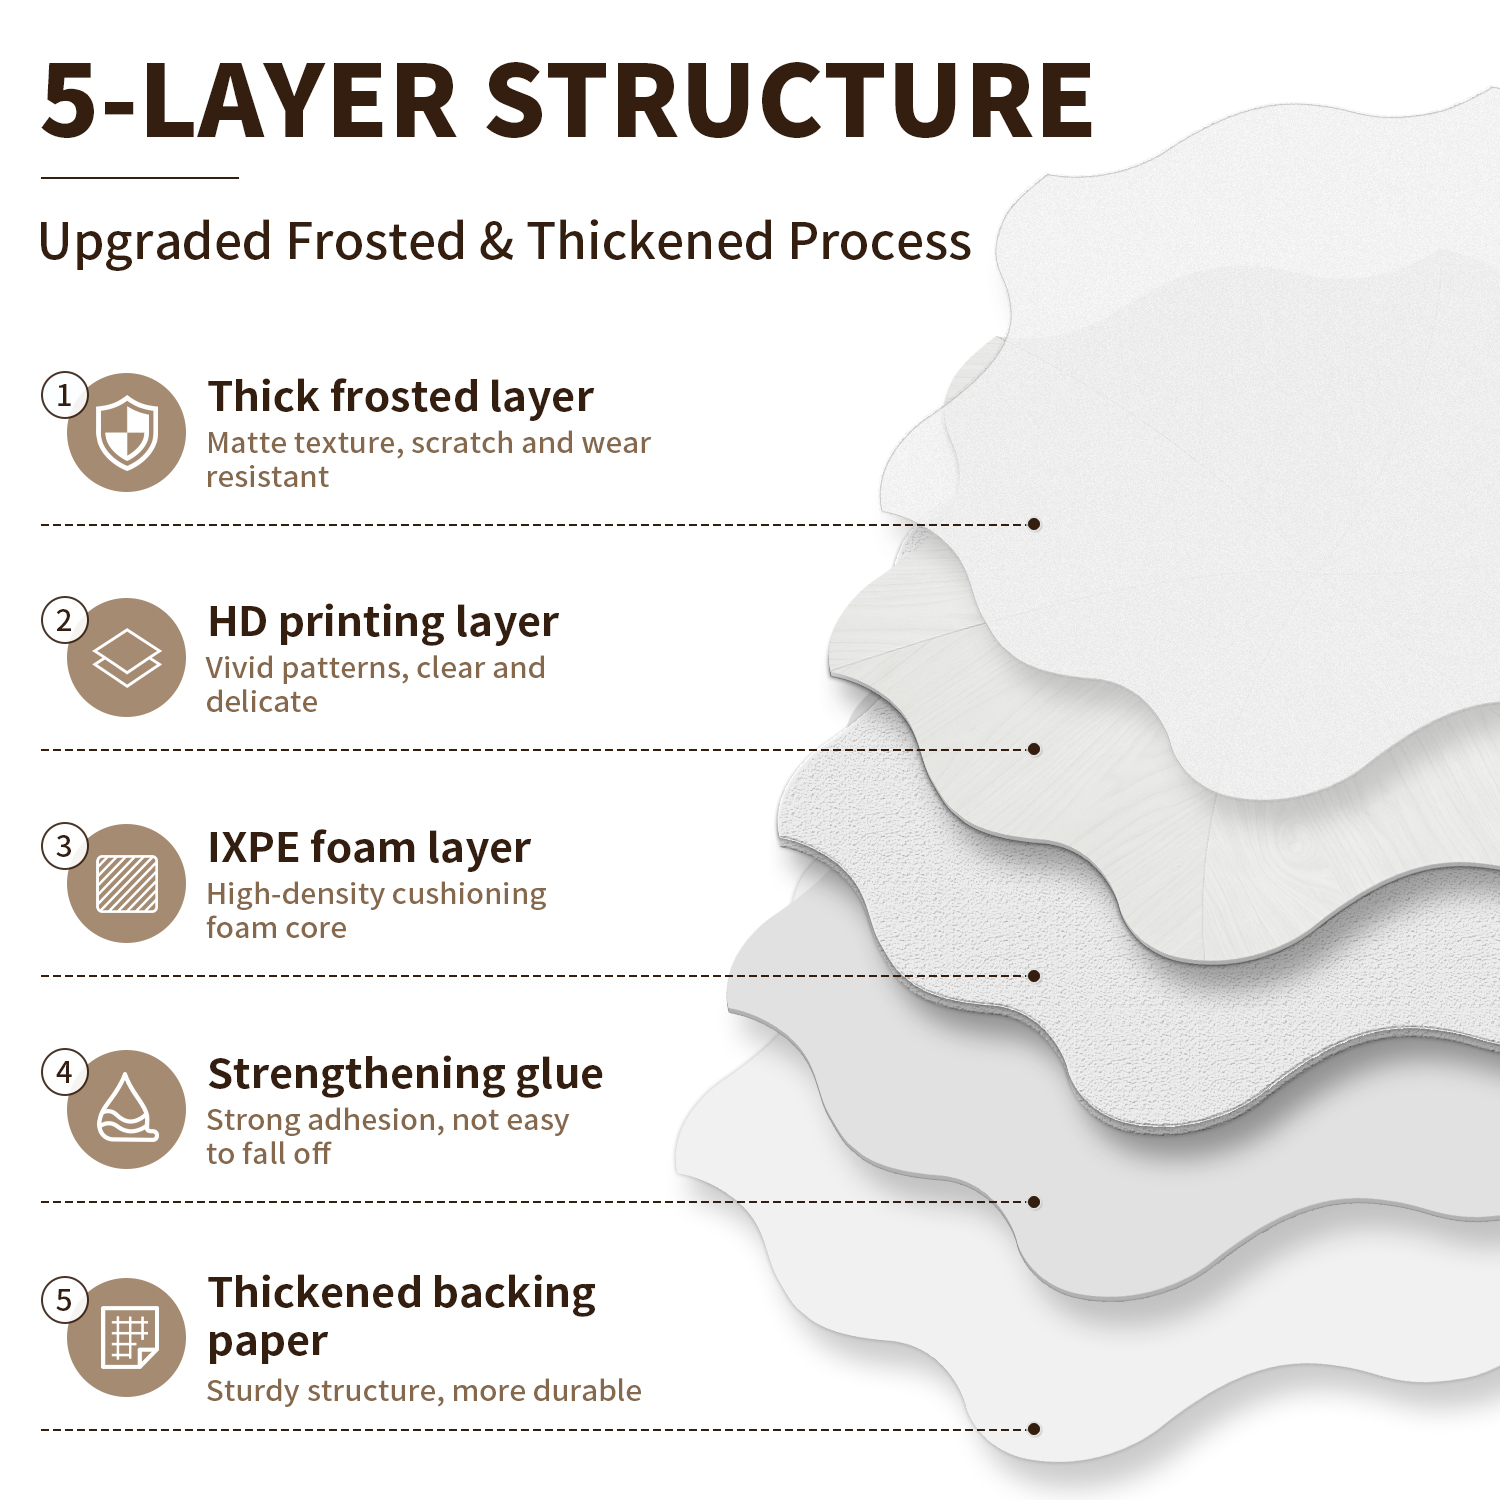 5-LAYER STRUCTURE
Upgraded Frosted & Thickened Process
1
Thick frosted layer
Matte texture, scratch and wear
resistant
2
HD printing layer
Vivid patterns, clear and
delicate
3
IXPE foam layer
High-density cushioning
foam core
4
Strengthening glue
Strong adhesion, not easy
to fall off
5
Thickened backing
paper
Sturdy structure, more durable